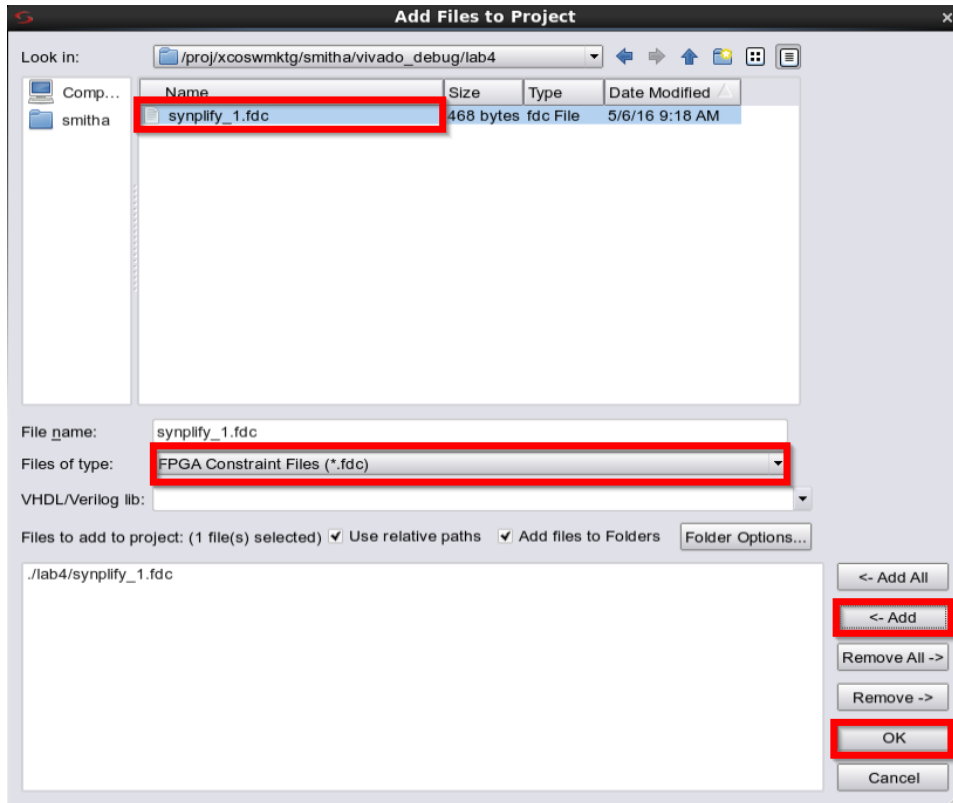 Add Files to Project
Look in: /proj/xcoswmktg/smitha/vivado_debug/lab4
Comp...
smitha
Name Size Type Date Modified
synplify_1.fdc 468 bytes fdc File 5/6/16 9:18 AM
File name: synplify_1.fdc
Files of type: FPGA Constraint Files (*.fdc)
VHDL/Verilog lib:
Files to add to project: (1 file(s) selected) Use relative paths Add files to Folders Folder Options...
./lab4/synplify_1.fdc
<- Add All
<- Add
Remove All ->
Remove ->
OK
Cancel